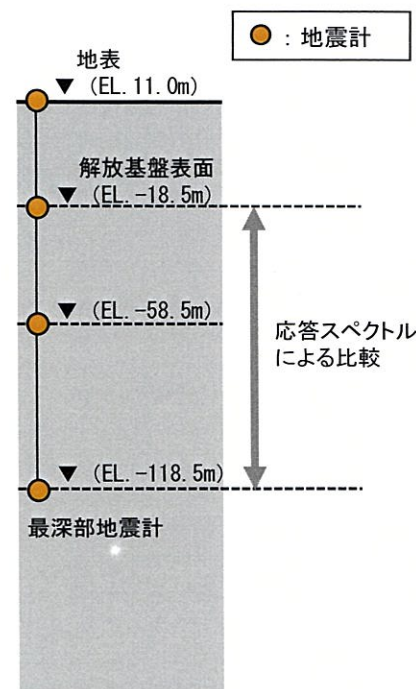 ：地震計
地表
▼ (EL. 11.0m)
解放基盤表面
▼ (EL. -18.5m)
▼ (EL. -58.5m)
応答スペクトル
による比較
▼ (EL. -118.5m)
最深部地震計